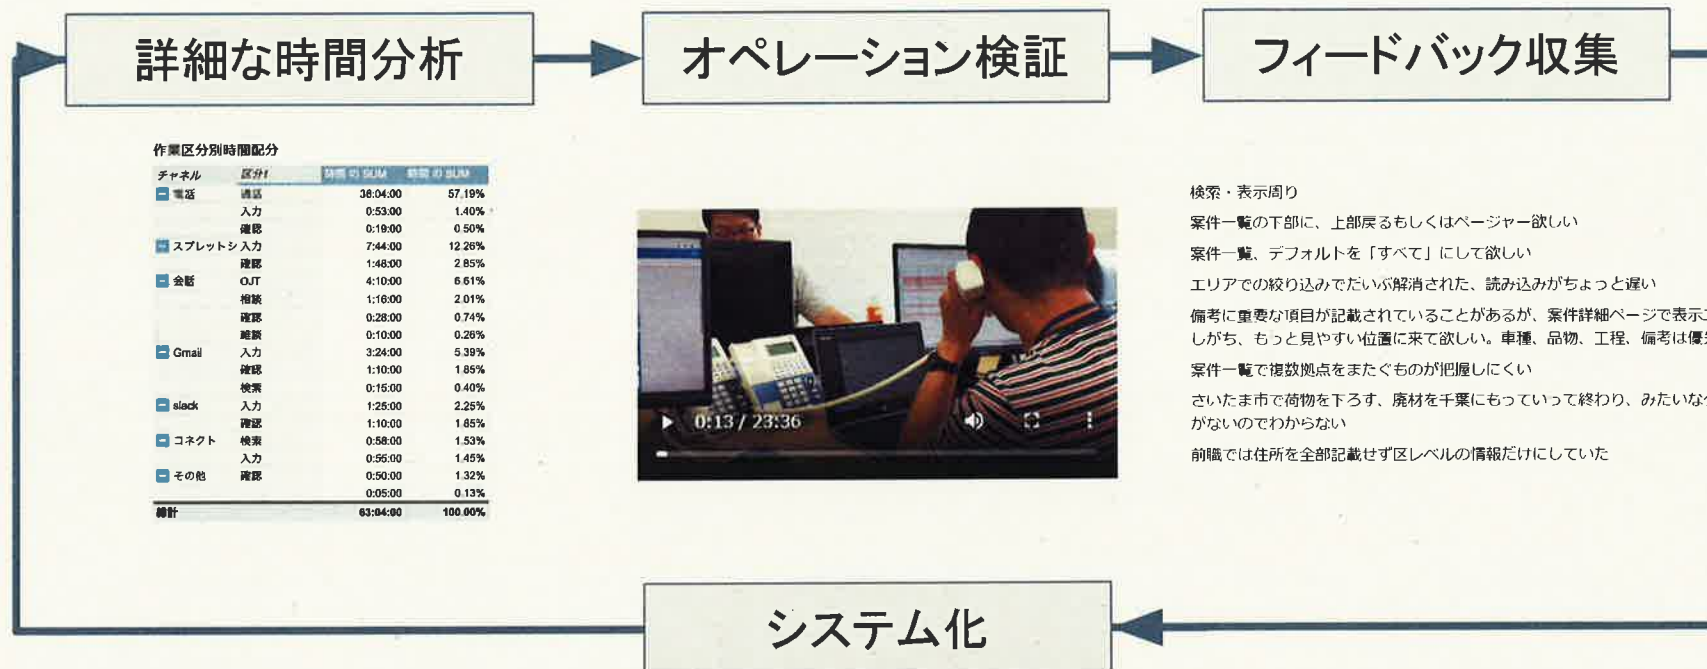 詳細な時間分析
オペレーション検証
フィードバック収集
作業区分別時間配分
チャネル 区分1 時間 の SUM 時間 の SUM
電話 通話 36:04:00 57.19%
入力 0:53:00 1.40%
確認 0:19:00 0.50%
スプレットシ 入力 7:44:00 12.26%
確認 1:48:00 2.85%
会話 OJT 4:10:00 6.61%
相談 1:16:00 2.01%
確認 0:28:00 0.74%
雑談 0:10:00 0.26%
Gmail 入力 3:24:00 5.39%
確認 1:10:00 1.85%
検索 0:15:00 0.40%
slack 入力 1:25:00 2.25%
確認 1:10:00 1.85%
コネクト 検索 0:58:00 1.53%
入力 0:55:00 1.45%
その他 確認 0:50:00 1.32%
0:05:00 0.13%
総計 63:04:00 100.00%
0:13 / 23:36
検索・表示周り
案件一覧の下部に、上部戻るもしくはページャー欲しい
案件一覧、デフォルトを「すべて」にして欲しい
エリアでの絞り込みでだいぶ解消された、読み込みがちょっと遅い
備考に重要な項目が記載されていることがあるが、案件詳細ページで表示
しがち、もっと見やすい位置に来て欲しい。車種、品物、工程、備考は優
案件一覧で複数拠点をまたぐものが把握しにくい
さいたま市で荷物を下ろす、廃材を千葉にもっていって終わり、みたいな
がないのでわからない
前職では住所を全部記載せず区レベルの情報だけにしていた
システム化